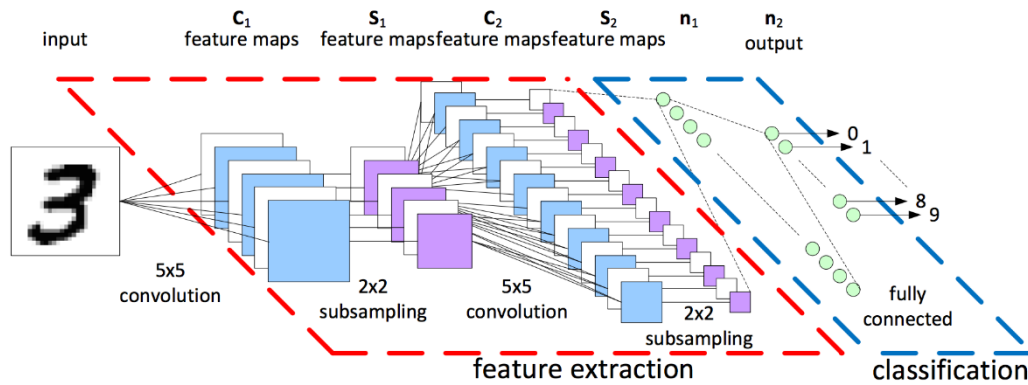 input
C1
feature maps
S1
feature maps
C2
feature maps
S2
feature maps
n1
n2
output
3
0
1
8
9
5x5
convolution
2x2
subsampling
5x5
convolution
2x2
subsampling
fully
connected
feature extraction
classification